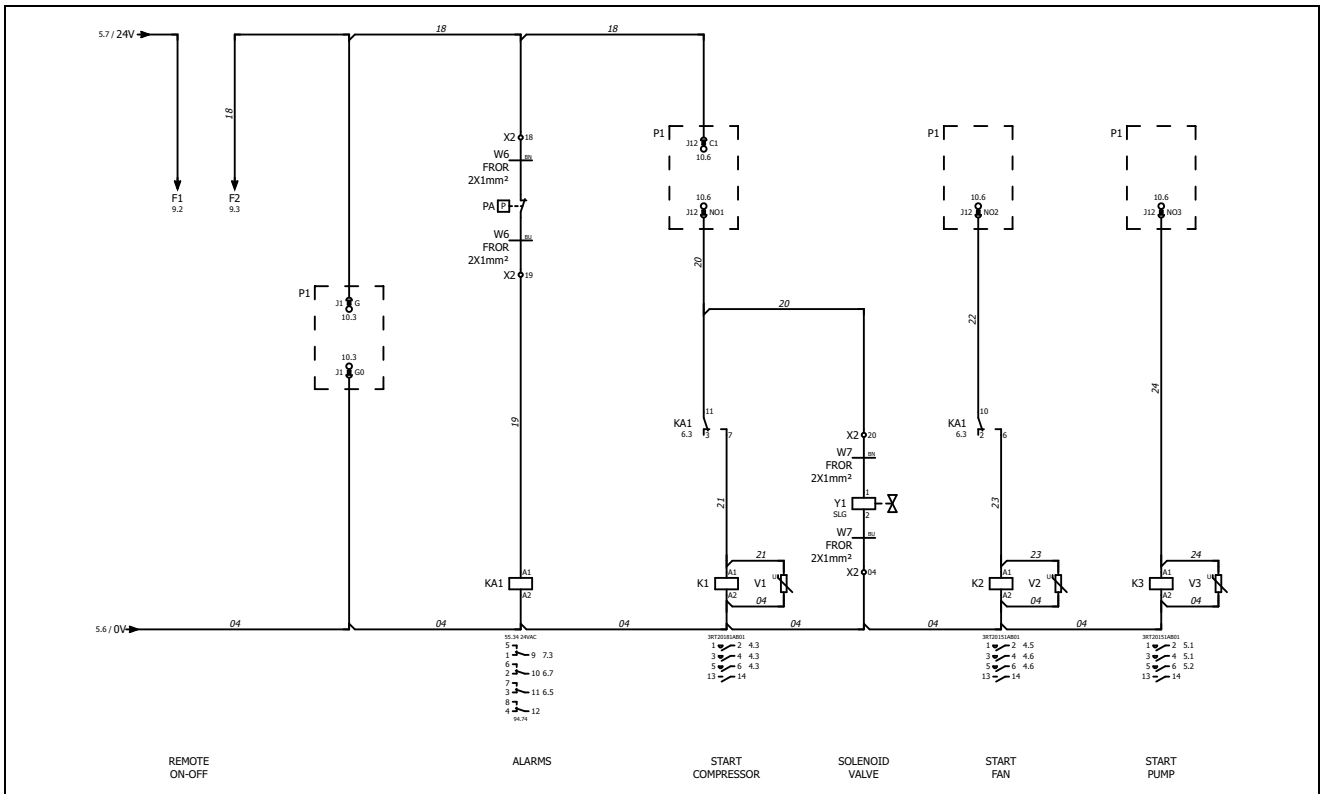 5.7 / 24V
18
18
18
F1
9.2
F2
9.3
X2 18
W6 BN
FROR
2X1mm²
PA P
W6 BU
FROR
2X1mm²
X2 19
19
P1
J1 G
10.3
10.3
J1 G0
P1
J12 C1
10.6
10.6
J12 NO1
20
20
P1
10.6
J12 NO2
22
P1
10.6
J12 NO3
24
KA1
6.3
11
3 7
21
X2 20
W7 BN
FROR
2X1mm²
Y1
SLG
1
2
W7 BU
FROR
2X1mm²
X2 04
KA1
6.3
10
2 6
23
KA1
A1
A2
K1
A1
A2
21
V1
U
04
K2
A1
A2
23
V2
U
04
K3
A1
A2
24
V3
U
04
5.6 / 0V
04
04
04
04
04
04
55.34 24VAC
5
1 9 7.3
6
2 10 6.7
7
3 11 6.5
8
4 12
94.74
3RT20181AB01
1 2 4.3
3 4 4.3
5 6 4.3
13 14
3RT20151AB01
1 2 4.5
3 4 4.6
5 6 4.6
13 14
3RT20151AB01
1 2 5.1
3 4 5.1
5 6 5.2
13 14
REMOTE
ON-OFF
ALARMS
START
COMPRESSOR
SOLENOID
VALVE
START
FAN
START
PUMP